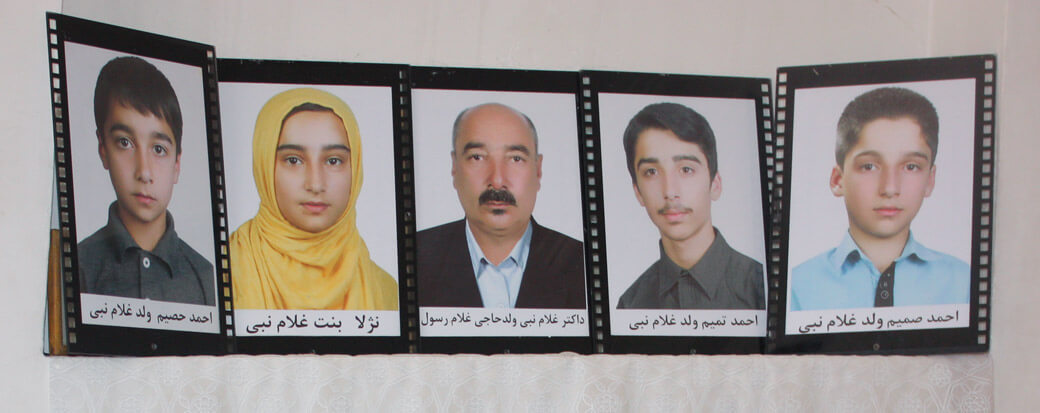 احمد صمیم ولد غلام نبی
احمد تمیم ولد غلام نبی
داکتر غلام نبی ولدحاجی غلام رسول
نژلا بنت غلام نبی
احمد حصیم ولد غلام نبی